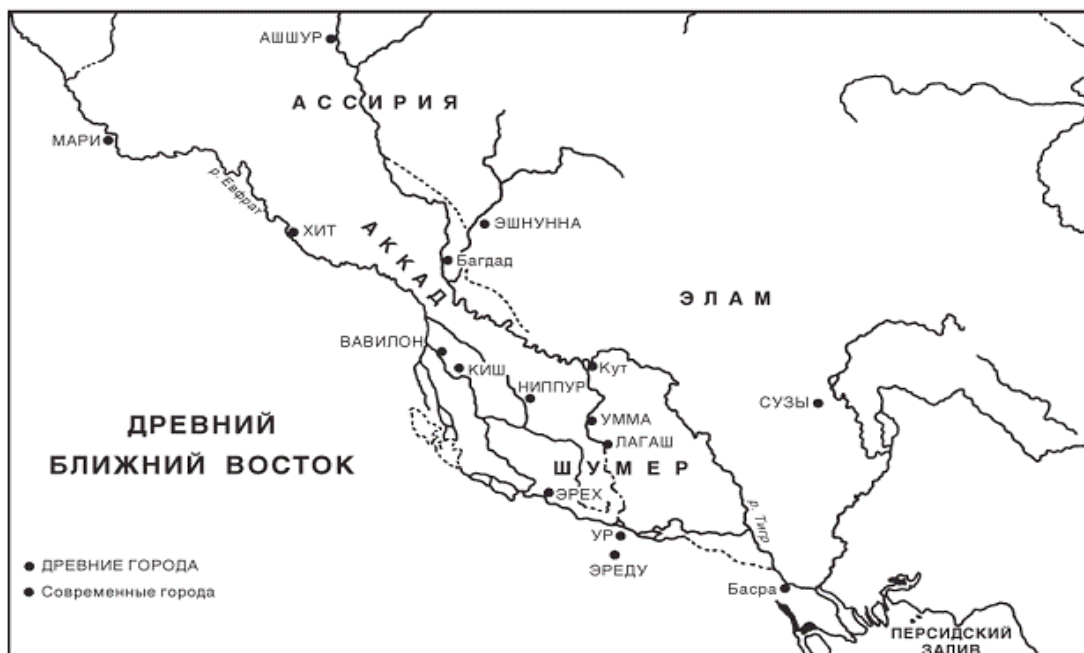 АШШУР
АССИРИЯ
МАРИ
р. Евфрат
ХИТ
ЭШНУННА
АККАД
Багдад
ЭЛАМ
ВАВИЛОН
КИШ
Кут
НИППУР
СУЗЫ
УММА
ДРЕВНИЙ
БЛИЖНИЙ ВОСТОК
ЛАГАШ
ШУМЕР
ЭРЕХ
р. Тигр
УР
ЭРЕДУ
ДРЕВНИЕ ГОРОДА
Современные города
Басра
ПЕРСИДСКИЙ
ЗАЛИВ